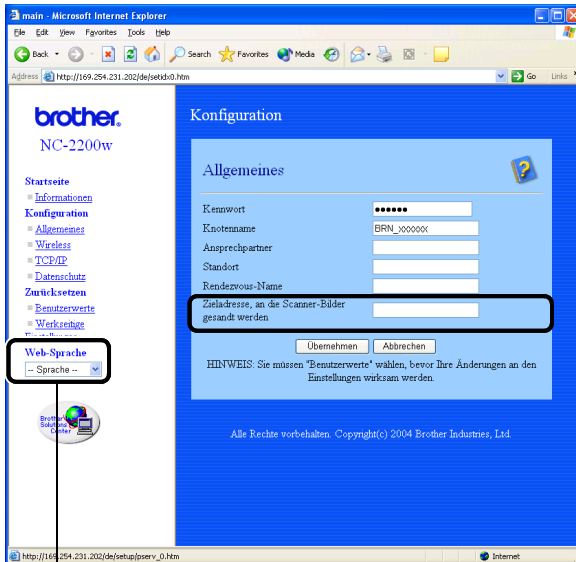 main - Microsoft Internet Explorer
File Edit View Favorites Tools Help
Back Search Favorites Media
Address http://169.254.231.202/de/setidx0.htm Go Links
brother.
NC-2200w
Startseite
Informationen
Konfiguration
Allgemeines
Wireless
TCP/IP
Datenschutz
Zurücksetzen
Benutzerwerte
Werkseitige
Web-Sprache
-- Sprache --
Brother
Solutions
Center
Konfiguration
Allgemeines
Kennwort ●●●●●●
Knotenname BRN_xxxxxx
Ansprechpartner
Standort
Rendezvous-Name
Zieladresse, an die Scanner-Bilder
gesandt werden
Übernehmen Abbrechen
HINWEIS: Sie müssen "Benutzerwerte" wählen, bevor Ihre Änderungen an den
Einstellungen wirksam werden.
Alle Rechte vorbehalten. Copyright(c) 2004 Brother Industries, Ltd.
http://169.254.231.202/de/setup/pserv_0.htm Internet